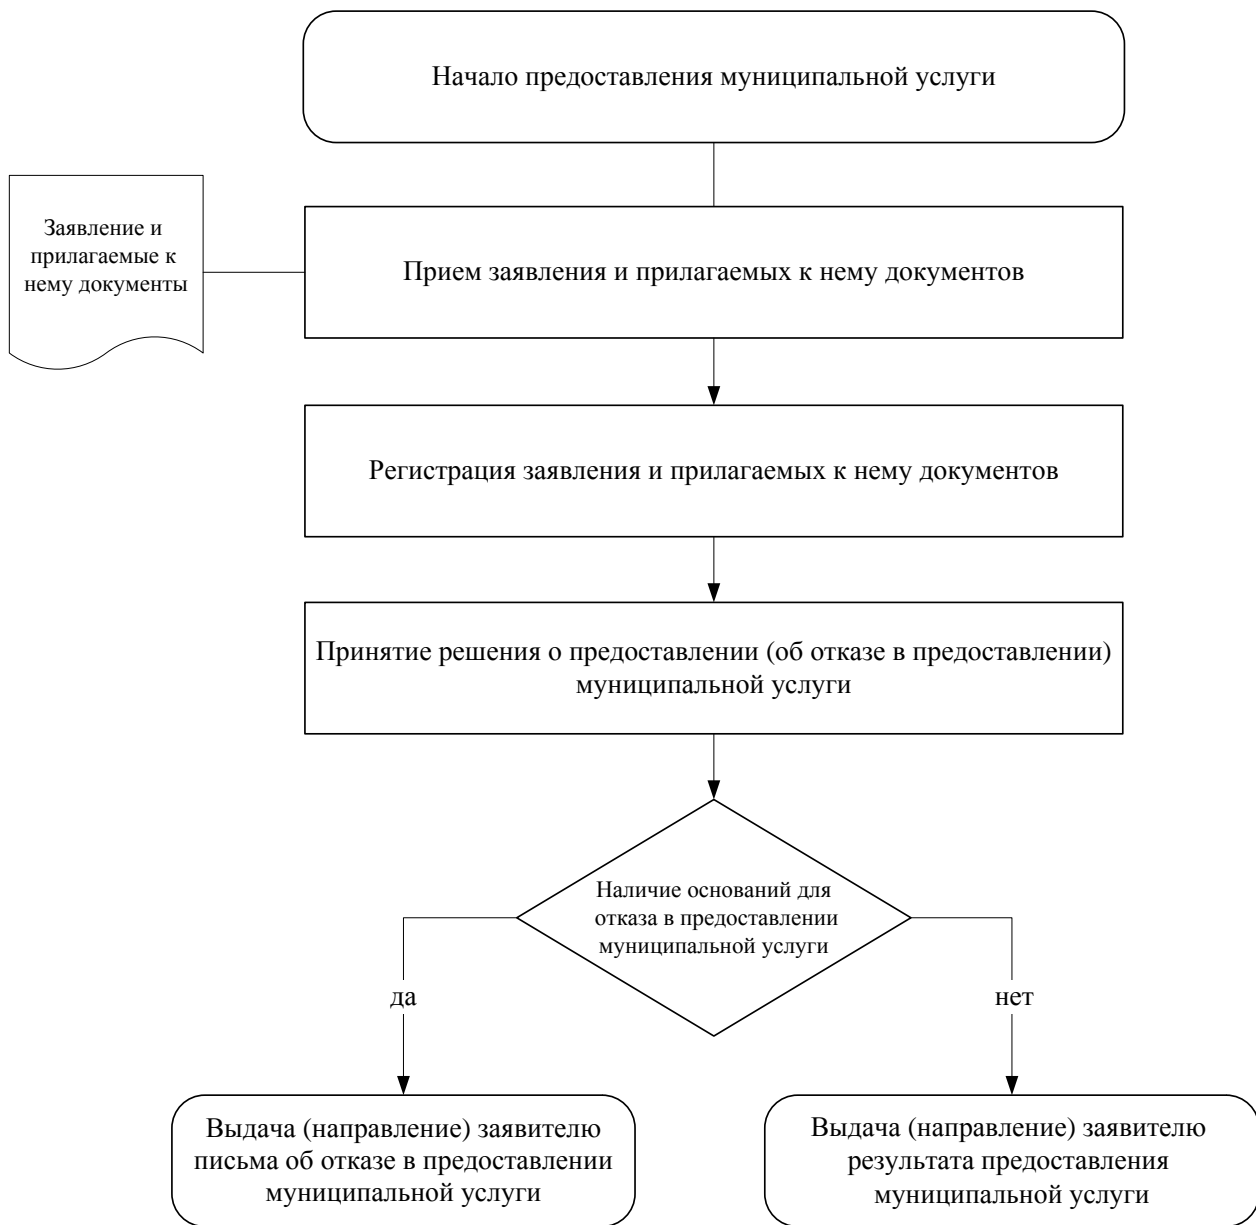 Начало предоставления муниципальной услуги
Заявление и
прилагаемые к
нему документы
Прием заявления и прилагаемых к нему документов
Регистрация заявления и прилагаемых к нему документов
Принятие решения о предоставлении (об отказе в предоставлении)
муниципальной услуги
Наличие оснований для
отказа в предоставлении
муниципальной услуги
да
нет
Выдача (направление) заявителю
письма об отказе в предоставлении
муниципальной услуги
Выдача (направление) заявителю
результата предоставления
муниципальной услуги